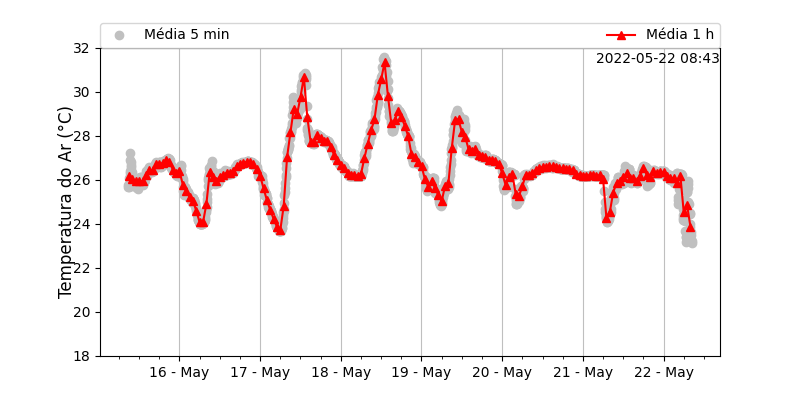 Média 5 min
Média 1 h
2022-05-22 08:43
Temperatura do Ar (°C)
32
30
28
26
24
22
20
18
16 - May
17 - May
18 - May
19 - May
20 - May
21 - May
22 - May